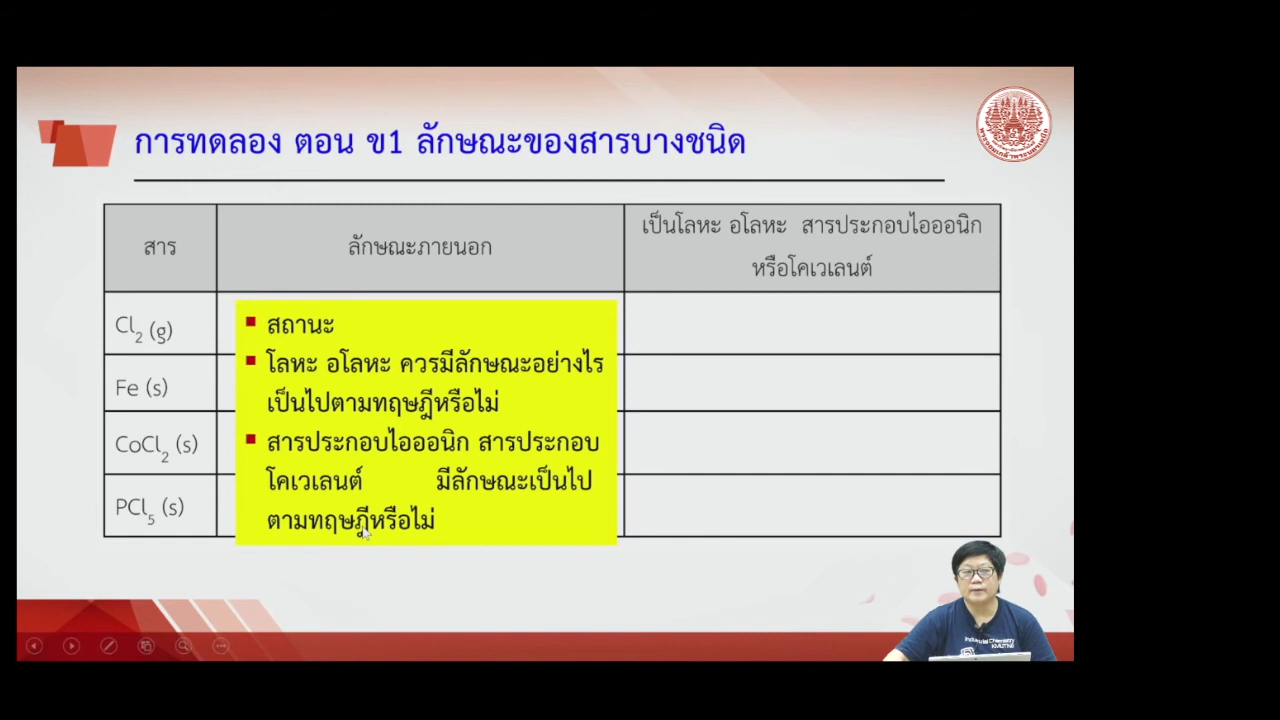 การทดลอง ตอน ข1 ลักษณะของสารบางชนิด
สาร
ลักษณะภายนอก
เป็นโลหะ อโลหะ สารประกอบไอออนิก
หรือโคเวเลนต์
Cl2 (g)
Fe (s)
CoCl2 (s)
PCl5 (s)
สถานะ
โลหะ อโลหะ ควรมีลักษณะอย่างไร
เป็นไปตามทฤษฎีหรือไม่
สารประกอบไอออนิก สารประกอบ
โคเวเลนต์ มีลักษณะเป็นไป
ตามทฤษฎีหรือไม่
Industrial Chemistry
KMUTNB